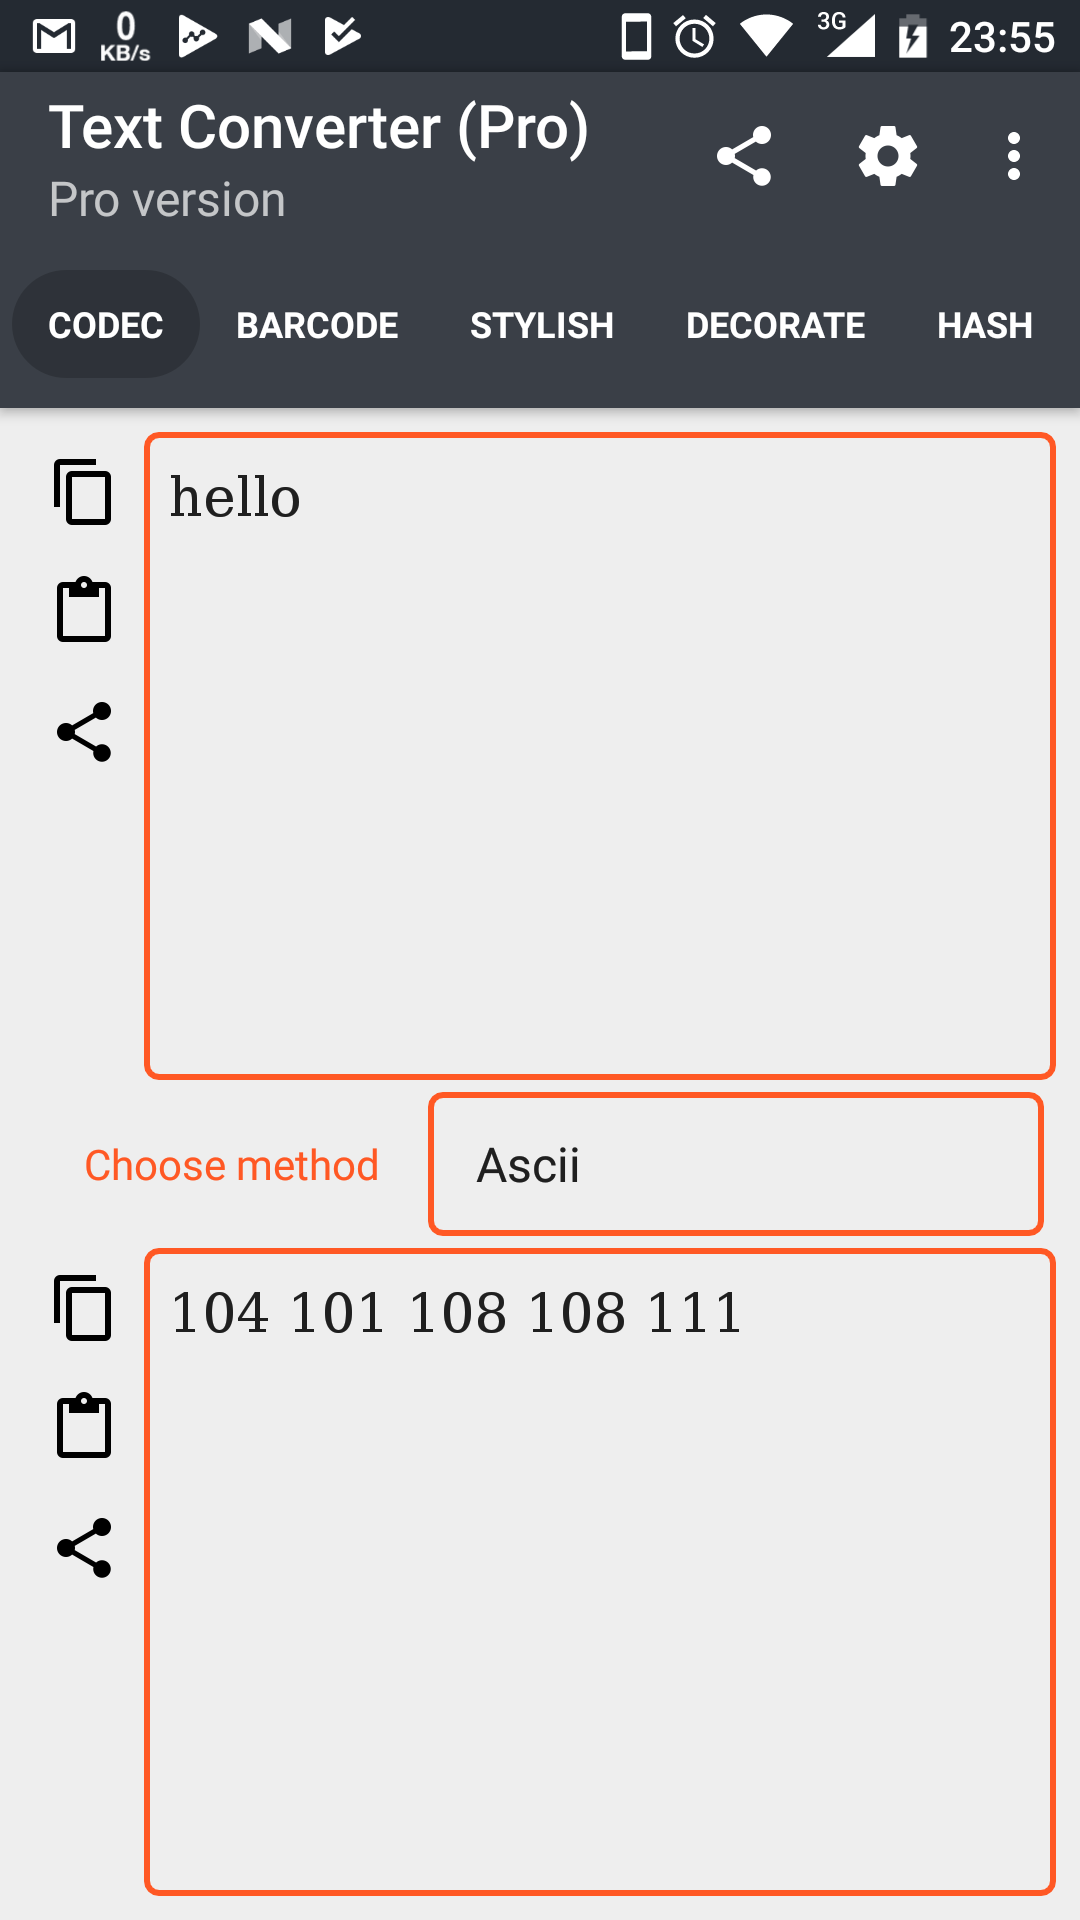 0
KB/s
3G
23:55
Text Converter (Pro)
Pro version
CODEC BARCODE STYLISH DECORATE HASH
hello
Choose method
Ascii
104 101 108 108 111